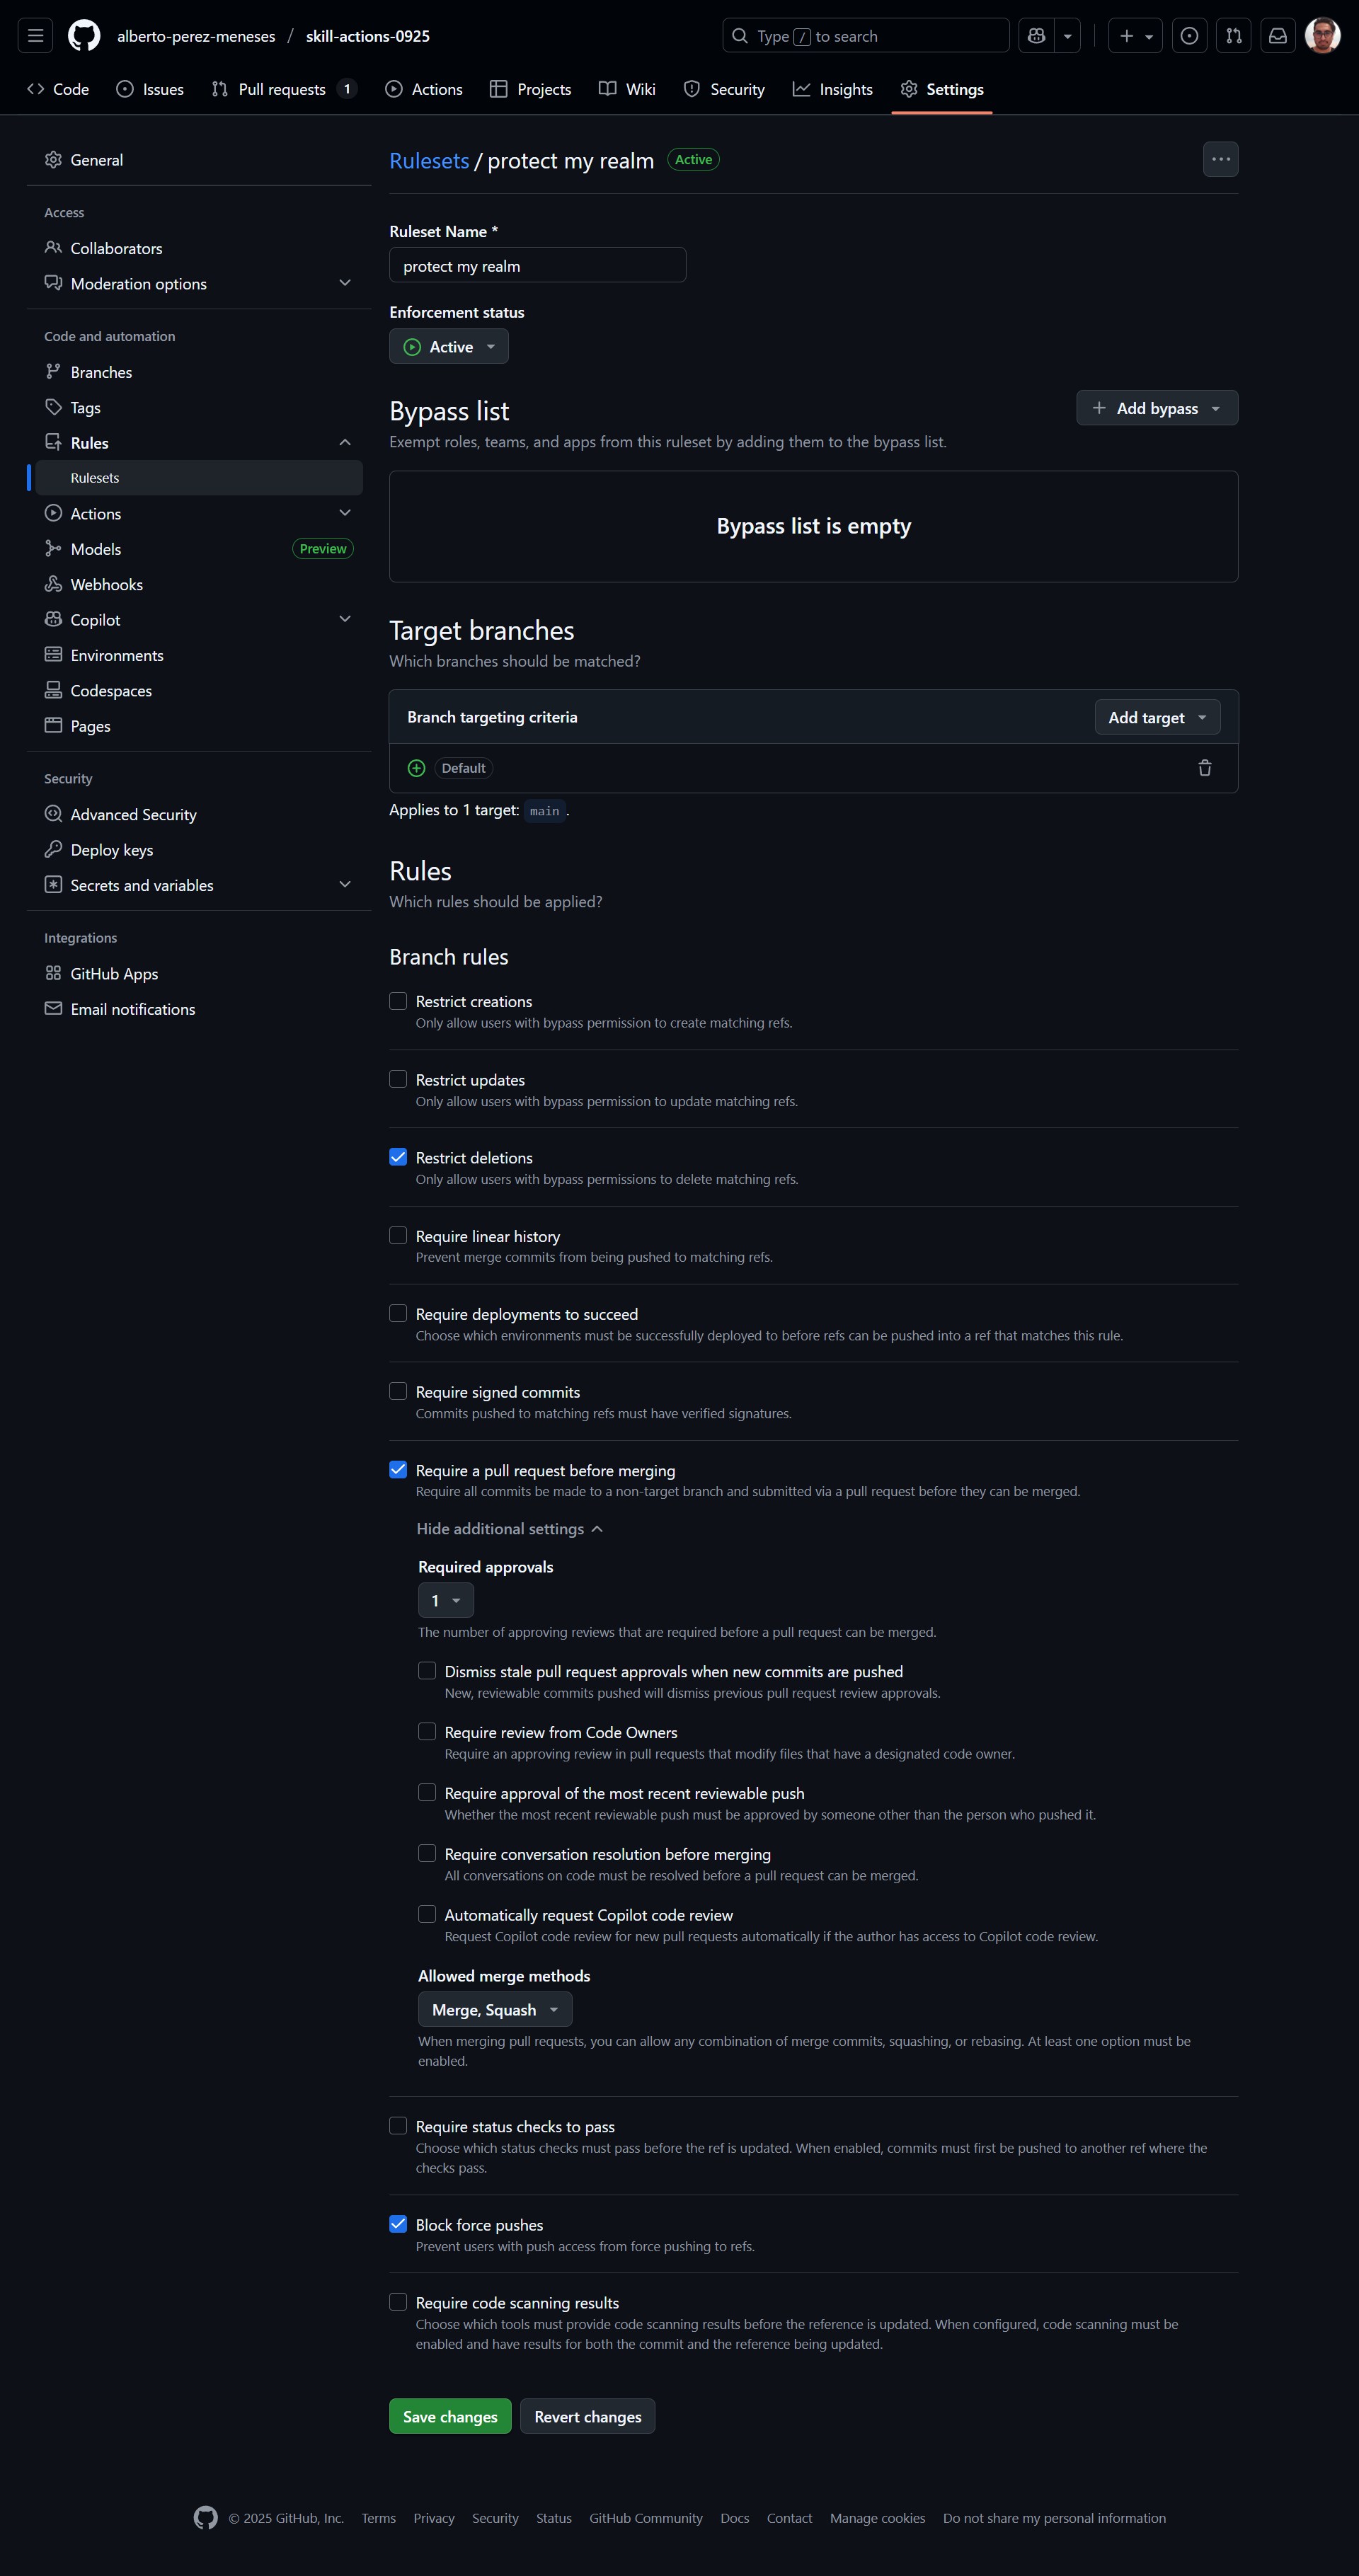 alberto-perez-meneses / skill-actions-0925
Type / to search
Code Issues Pull requests 1 Actions Projects Wiki Security Insights Settings
General
Access
Collaborators
Moderation options
Code and automation
Branches
Tags
Rules
Rulesets
Actions
Models Preview
Webhooks
Copilot
Environments
Codespaces
Pages
Security
Advanced Security
Deploy keys
Secrets and variables
Integrations
GitHub Apps
Email notifications
Rulesets / protect my realm Active
Ruleset Name *
protect my realm
Enforcement status
Active
Bypass list
Add bypass
Exempt roles, teams, and apps from this ruleset by adding them to the bypass list.
Bypass list is empty
Target branches
Which branches should be matched?
Branch targeting criteria
Add target
Default
Applies to 1 target: main.
Rules
Which rules should be applied?
Branch rules
Restrict creations
Only allow users with bypass permission to create matching refs.
Restrict updates
Only allow users with bypass permission to update matching refs.
Restrict deletions
Only allow users with bypass permissions to delete matching refs.
Require linear history
Prevent merge commits from being pushed to matching refs.
Require deployments to succeed
Choose which environments must be successfully deployed to before refs can be pushed into a ref that matches this rule.
Require signed commits
Commits pushed to matching refs must have verified signatures.
Require a pull request before merging
Require all commits be made to a non-target branch and submitted via a pull request before they can be merged.
Hide additional settings
Required approvals
1
The number of approving reviews that are required before a pull request can be merged.
Dismiss stale pull request approvals when new commits are pushed
New, reviewable commits pushed will dismiss previous pull request review approvals.
Require review from Code Owners
Require an approving review in pull requests that modify files that have a designated code owner.
Require approval of the most recent reviewable push
Whether the most recent reviewable push must be approved by someone other than the person who pushed it.
Require conversation resolution before merging
All conversations on code must be resolved before a pull request can be merged.
Automatically request Copilot code review
Request Copilot code review for new pull requests automatically if the author has access to Copilot code review.
Allowed merge methods
Merge, Squash
When merging pull requests, you can allow any combination of merge commits, squashing, or rebasing. At least one option must be
enabled.
Require status checks to pass
Choose which status checks must pass before the ref is updated. When enabled, commits must first be pushed to another ref where the
checks pass.
Block force pushes
Prevent users with push access from force pushing to refs.
Require code scanning results
Choose which tools must provide code scanning results before the reference is updated. When configured, code scanning must be
enabled and have results for both the commit and the reference being updated.
Save changes Revert changes
© 2025 GitHub, Inc. Terms Privacy Security Status GitHub Community Docs Contact Manage cookies Do not share my personal information